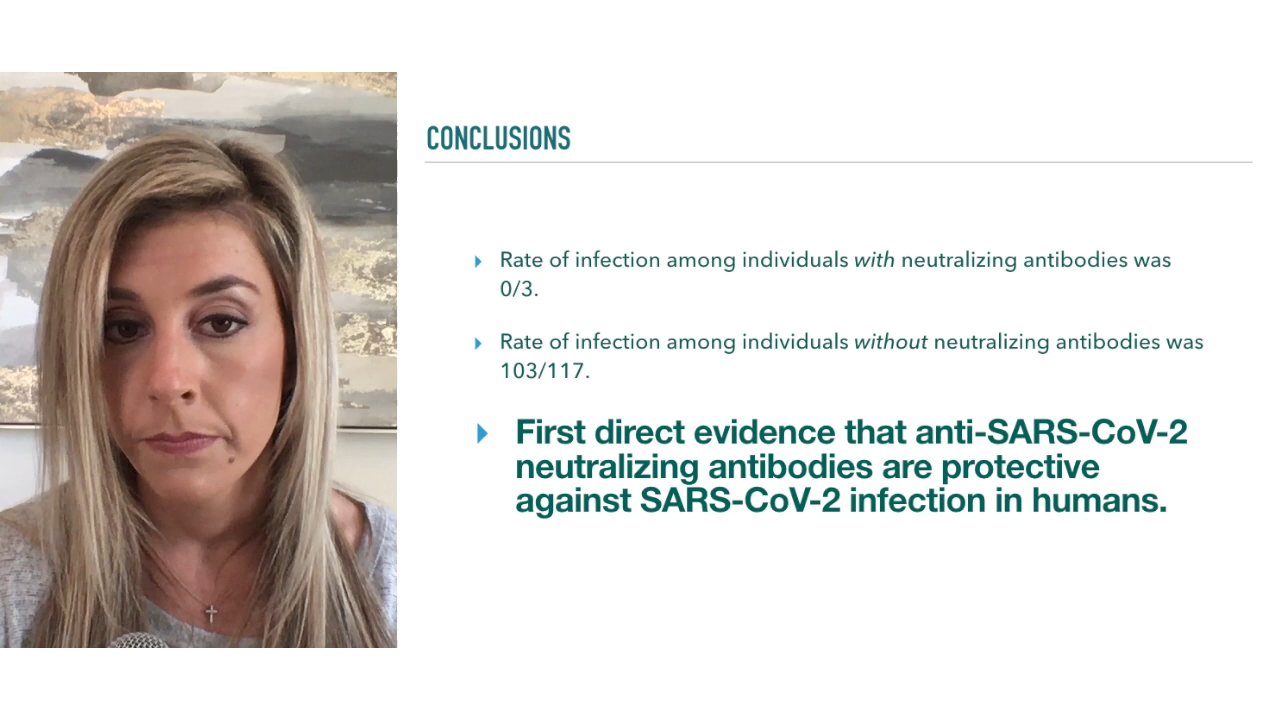 CONCLUSIONS
Rate of infection among individuals with neutralizing antibodies was
0/3.
Rate of infection among individuals without neutralizing antibodies was
103/117.
First direct evidence that anti-SARS-CoV-2
neutralizing antibodies are protective
against SARS-CoV-2 infection in humans.